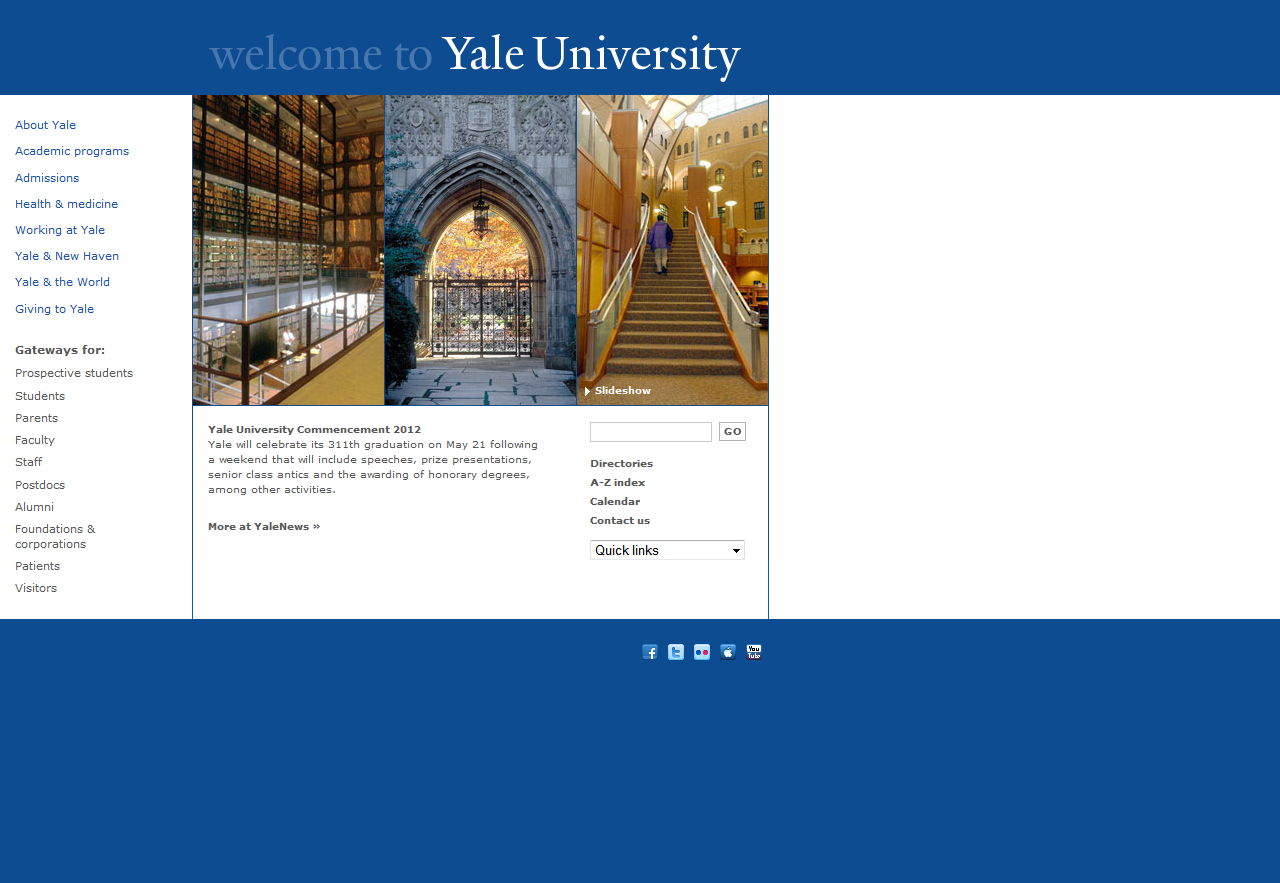 welcome to Yale University
About Yale
Academic programs
Admissions
Health & medicine
Working at Yale
Yale & New Haven
Yale & the World
Giving to Yale
Gateways for:
Prospective students
Students
Parents
Faculty
Staff
Postdocs
Alumni
Foundations &
corporations
Patients
Visitors
Slideshow
Yale University Commencement 2012
Yale will celebrate its 311th graduation on May 21 following
a weekend that will include speeches, prize presentations,
senior class antics and the awarding of honorary degrees,
among other activities.
More at YaleNews »
GO
Directories
A-Z index
Calendar
Contact us
Quick links
f
t
You
Tube